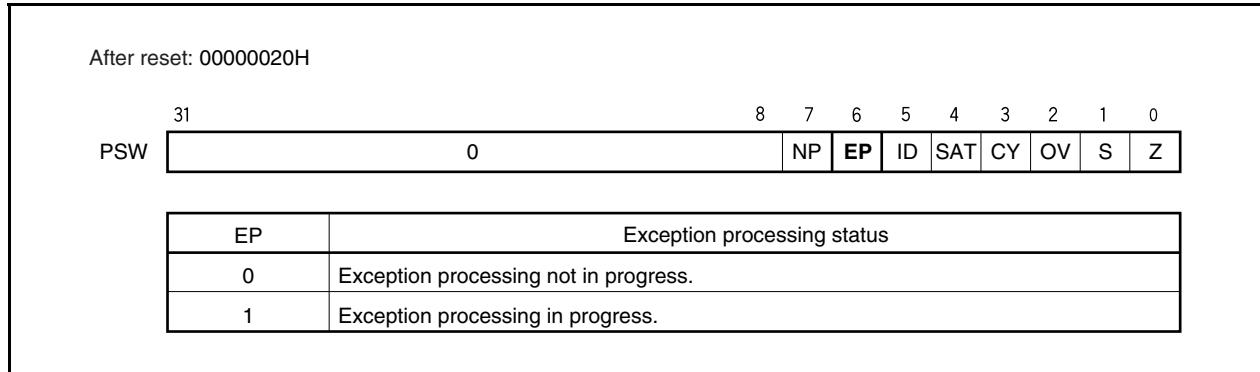 After reset: 00000020H
31 8 7 6 5 4 3 2 1 0
PSW 0 NP EP ID SAT CY OV S Z
EP Exception processing status
0 Exception processing not in progress.
1 Exception processing in progress.